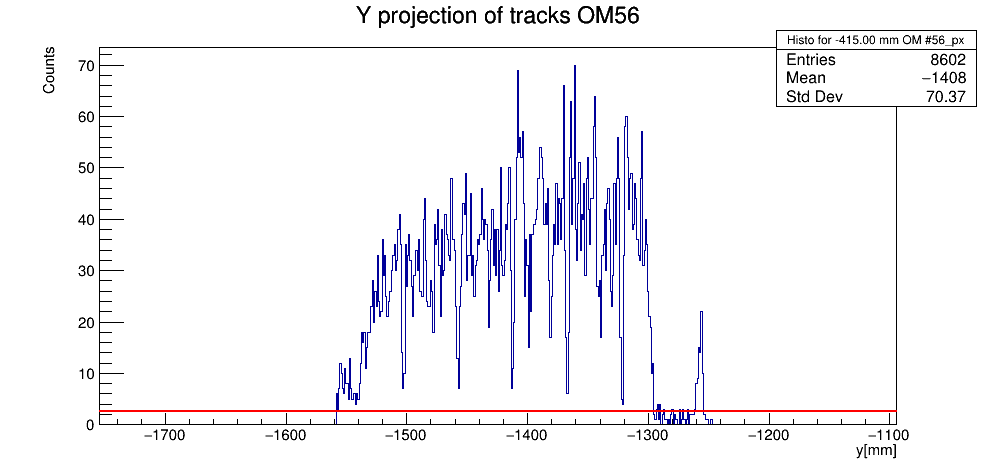 Y projection of tracks OM56
Histo for -415.00 mm OM #56_px
Entries 8602
Mean −1408
Std Dev 70.37
Counts
70
60
50
40
30
20
10
0
−1700 −1600 −1500 −1400 −1300 −1200 −1100
y[mm]